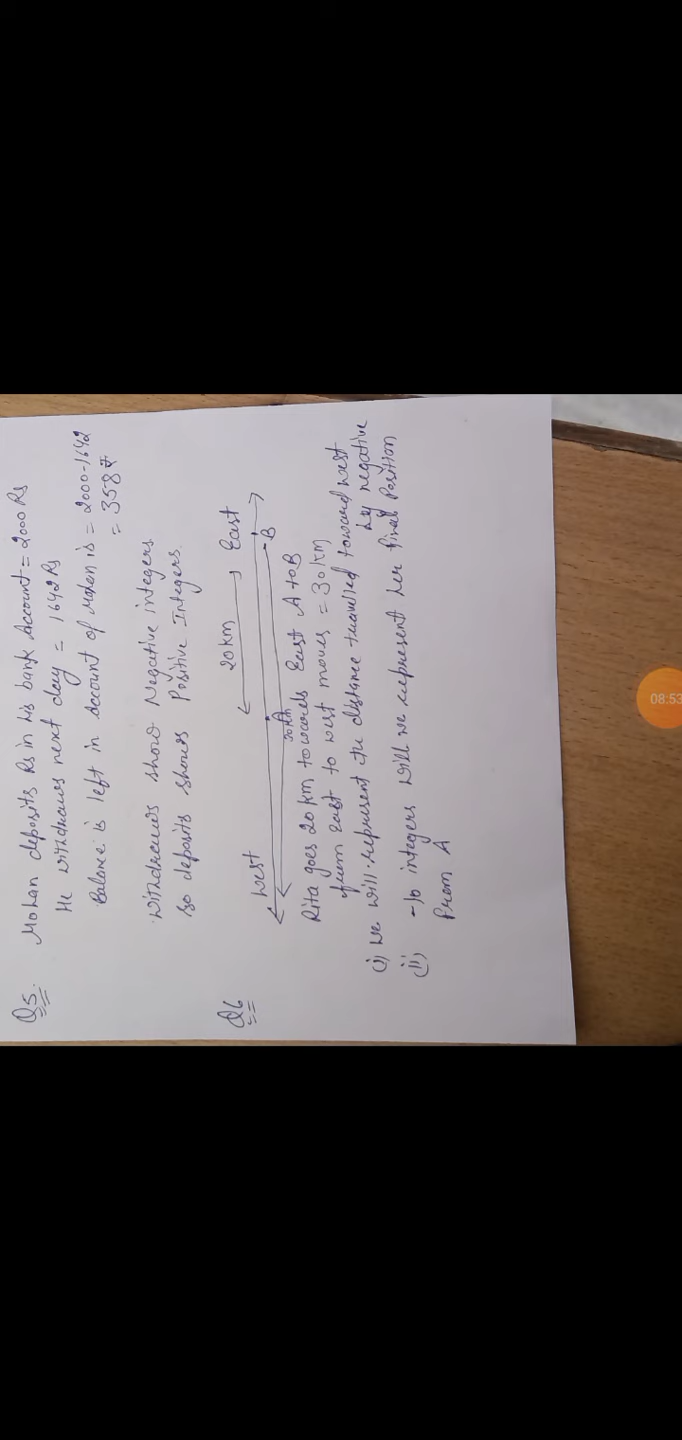 Q5. Mohan deposits Rs in his bank Account = 2000 Rs
He withdrawes next day = 1642 Rs
Balance is left in Account of Mohan is = 2000-1642
= 358 ₹
withdrawes show Negative integers
so deposits shows Positive Integers
Q6
20 km
West East
A B
30 km
Rita goes 20 km towards East A to B
from east to west moves = 30 km
(i) we will represent the distance travelled toward west
by negative
(ii) -10 integers will we represent her final Position
from A
08:53